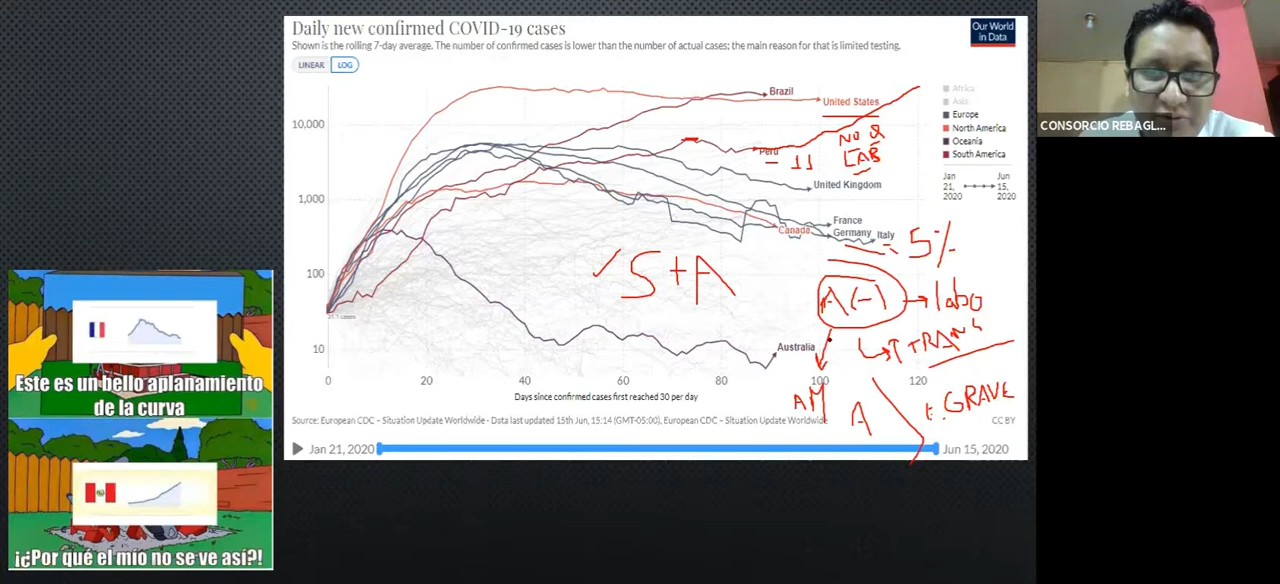 Daily new confirmed COVID-19 cases
Shown is the rolling 7-day average. The number of confirmed cases is lower than the number of actual cases; the main reason for that is limited testing.
Our World
in Data
LINEAR LOG
Africa
Asia
Europe
North America
Oceania
South America
Jan
21,
2020
Jun
15,
2020
10,000
1,000
100
10
Brazil
United States
Peru
United Kingdom
France
Germany
Italy
Canada
Australia
0 20 40 60 80 100 120
Days since confirmed cases first reached 30 per day
Source: European CDC – Situation Update Worldwide - Data last updated 15th Jun, 15:14 (GMT-05:00), European CDC – Situation Update Worldwide
CC BY
Jan 21, 2020
Jun 15, 2020
LAB
S+A
5%
A(-)
labo
TRANS
GRAVE
AM
A
Este es un bello aplanamiento
de la curva
¡¿Por qué el mío no se ve así?!
CONSORCIO REBAGL...